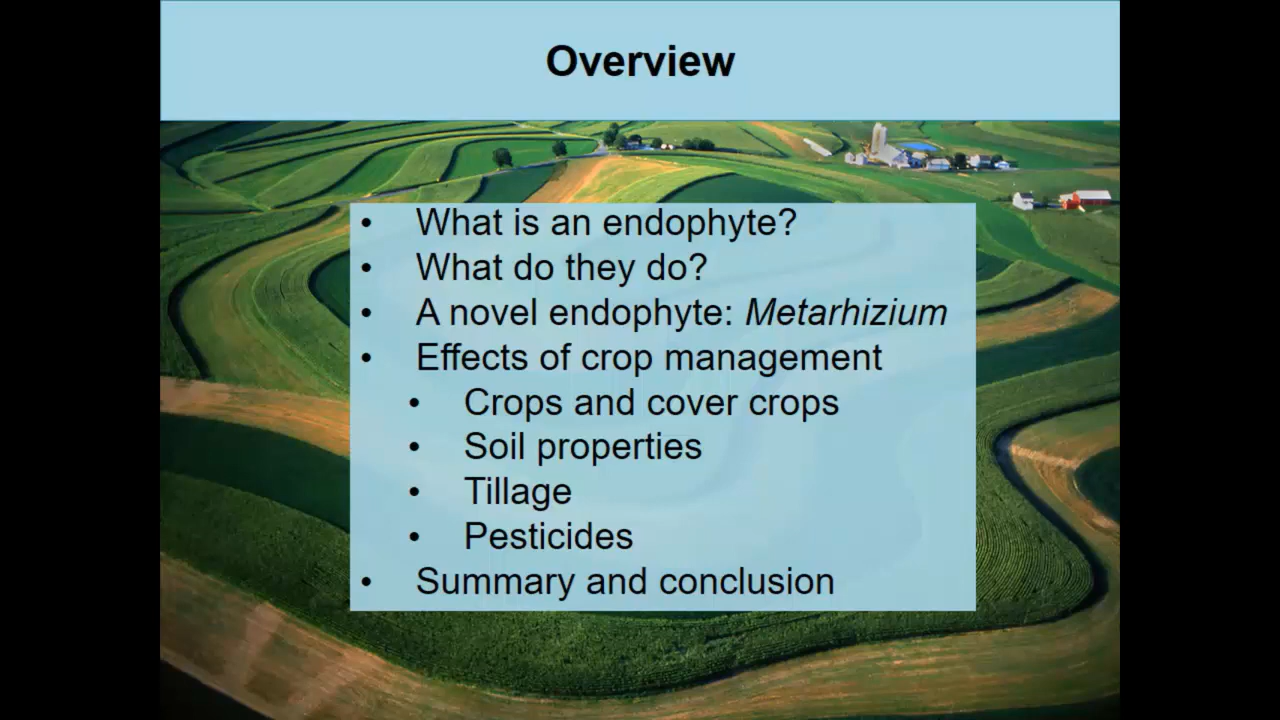 Overview
• What is an endophyte?
• What do they do?
• A novel endophyte: Metarhizium
• Effects of crop management
• Crops and cover crops
• Soil properties
• Tillage
• Pesticides
• Summary and conclusion